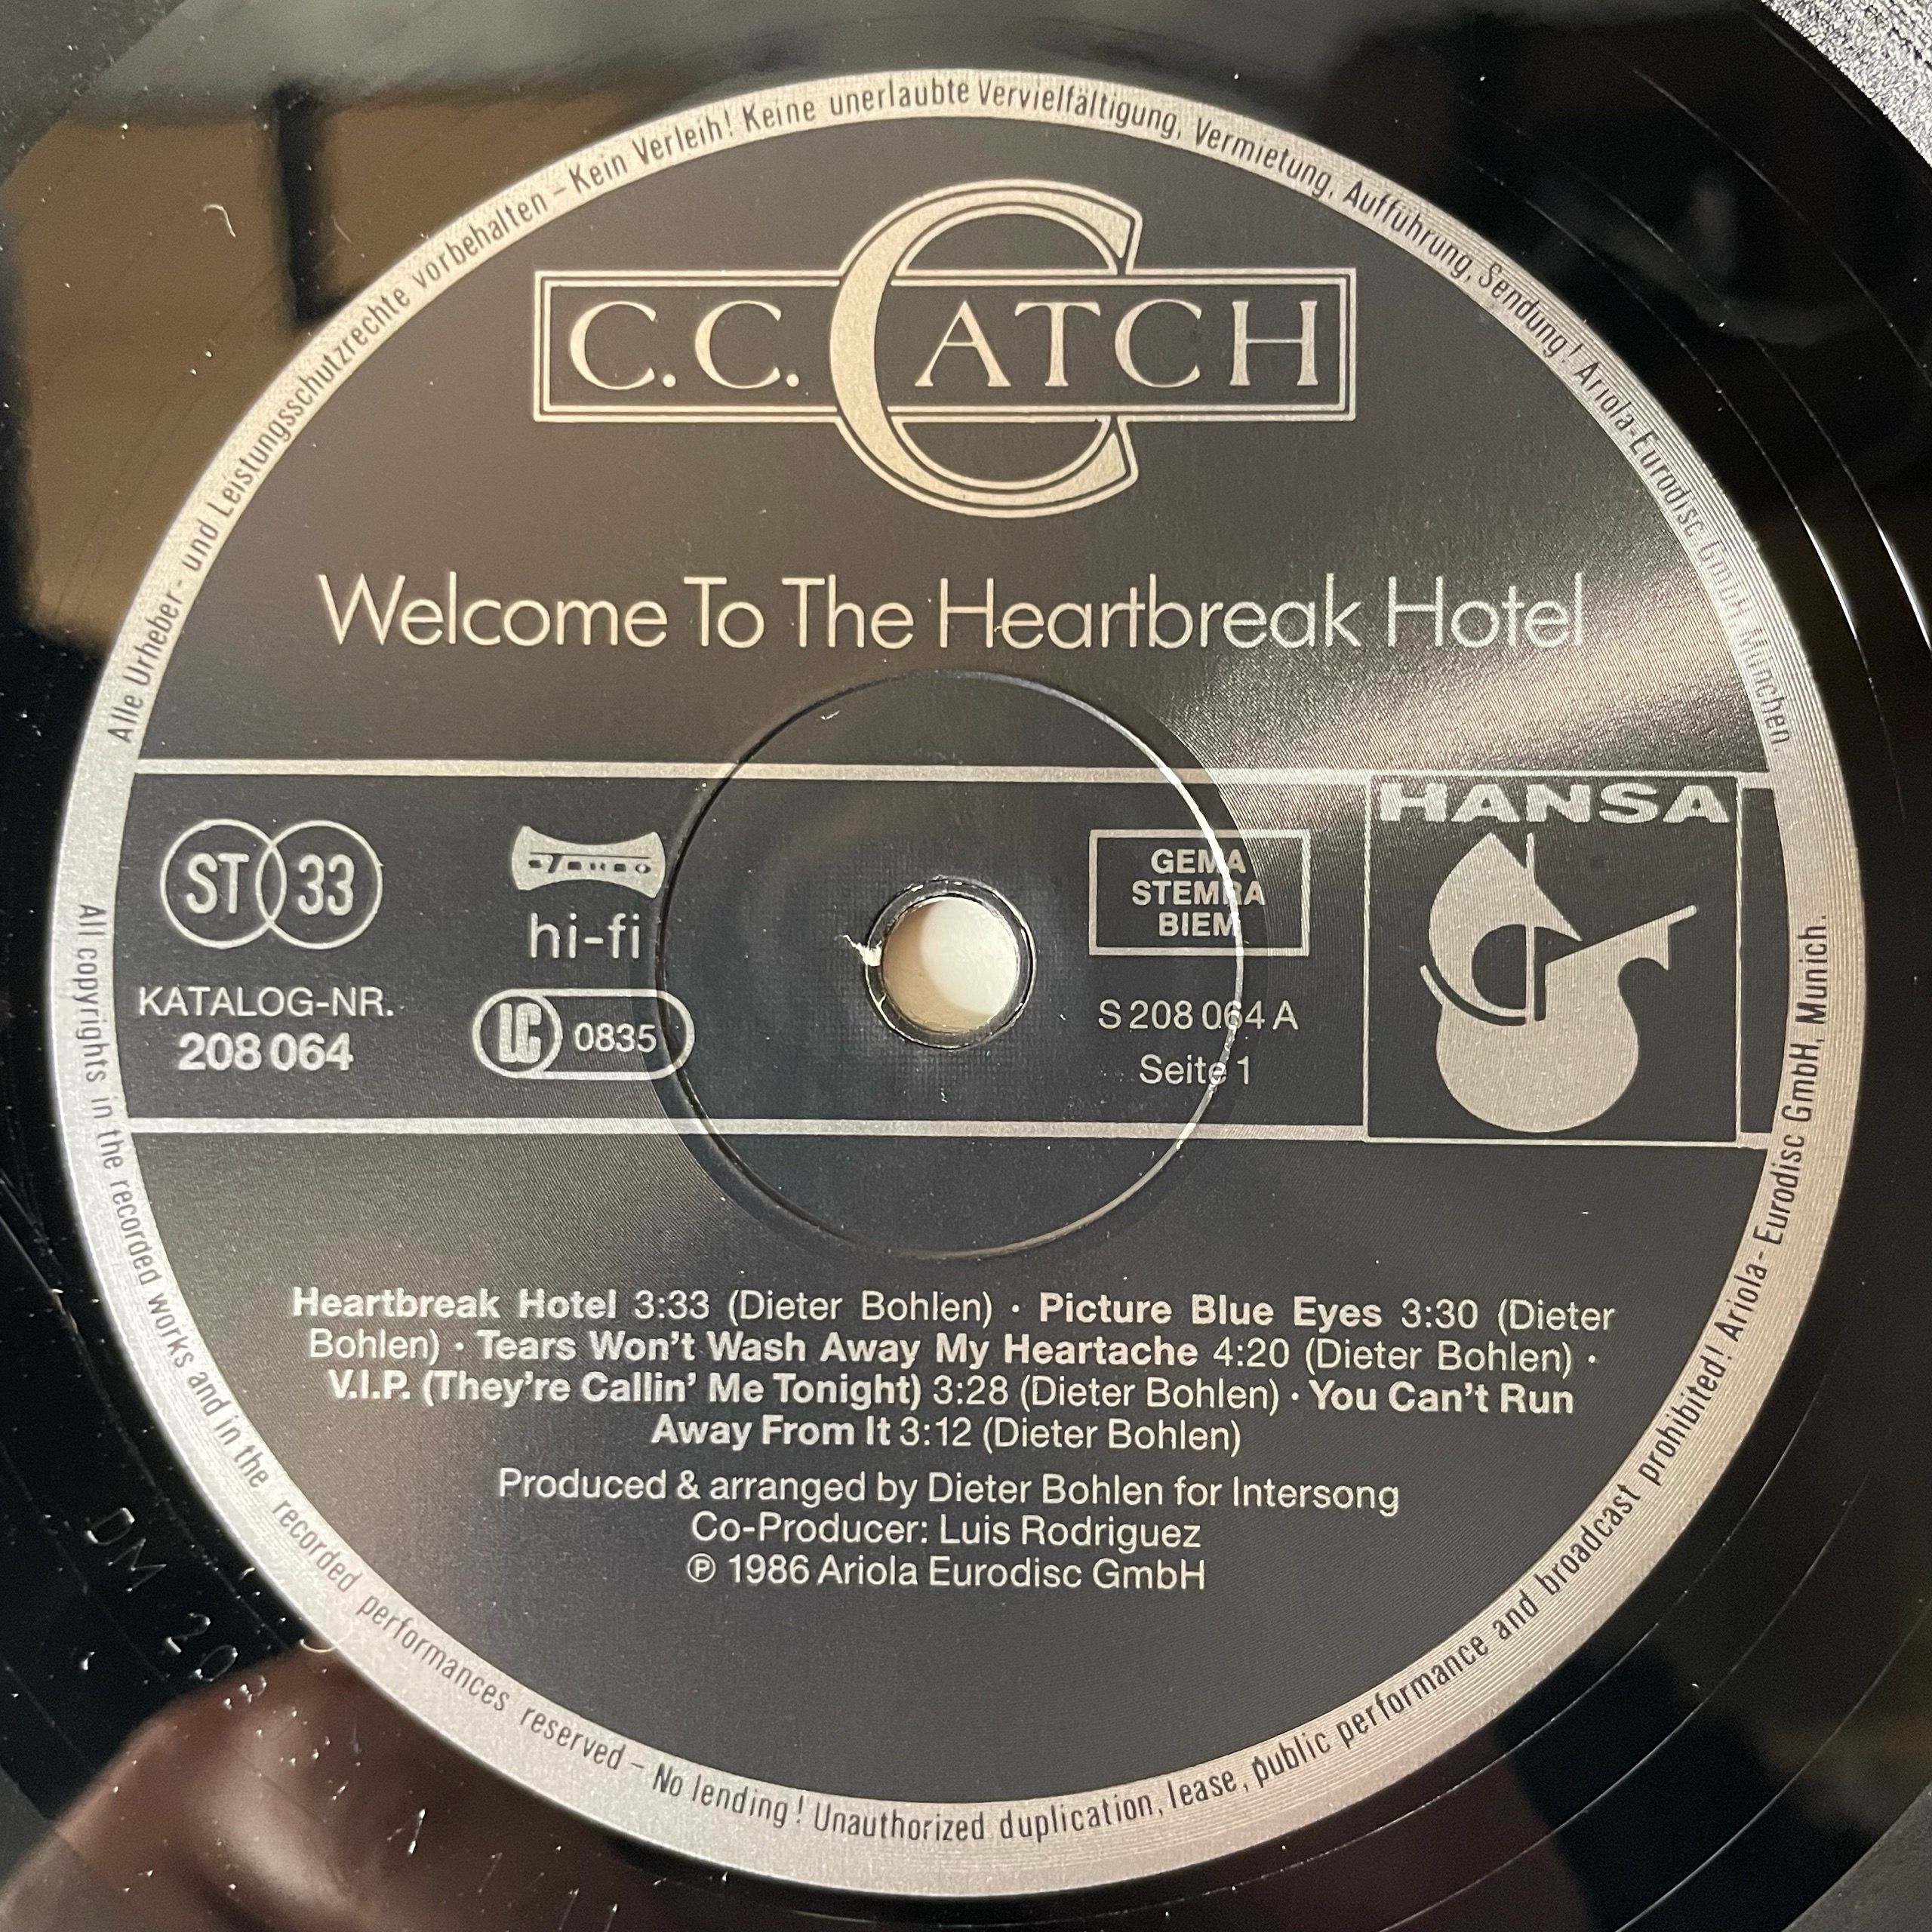 Alle Urheber- und Leistungsschutzrechte vorbehalten – Kein Verleih! Keine unerlaubte Vervielfältigung, Vermietung, Aufführung, Sendung! Ariola-Eurodisc GmbH, München.
C.C. CATCH
Welcome To The Heartbreak Hotel
ST 33
STEREO
hi-fi
KATALOG-NR.
208 064
LC 0835
GEMA
STEMRA
BIEM
S 208 064 A
Seite 1
HANSA
Heartbreak Hotel 3:33 (Dieter Bohlen) · Picture Blue Eyes 3:30 (Dieter
Bohlen) · Tears Won't Wash Away My Heartache 4:20 (Dieter Bohlen) ·
V.I.P. (They're Callin' Me Tonight) 3:28 (Dieter Bohlen) · You Can't Run
Away From It 3:12 (Dieter Bohlen)
Produced & arranged by Dieter Bohlen for Intersong
Co-Producer: Luis Rodriguez
℗ 1986 Ariola Eurodisc GmbH
All copyrights in the recorded works and in the recorded performances reserved – No lending! Unauthorized duplication, lease, public performance and broadcast prohibited! Ariola-Eurodisc GmbH, Munich.
DM 20